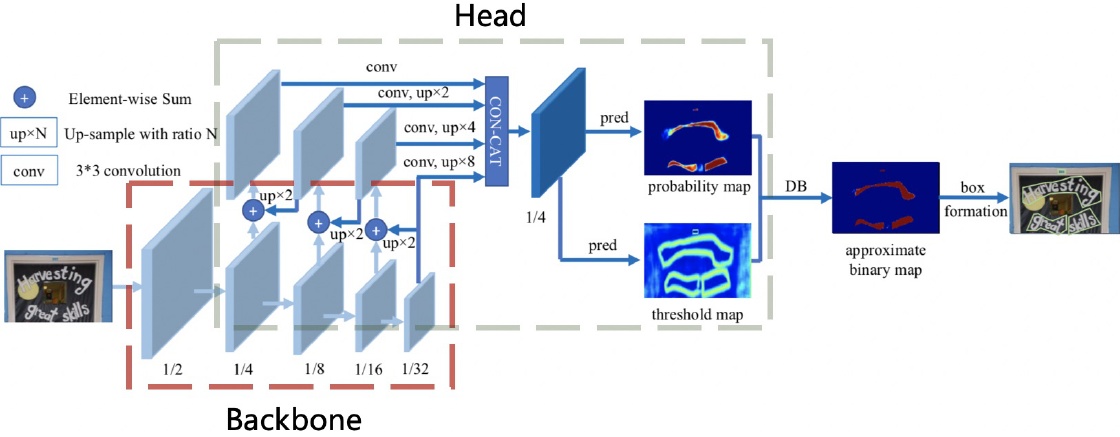 Head
Element-wise Sum
up×N Up-sample with ratio N
conv 3*3 convolution
conv
conv, up×2
conv, up×4
conv, up×8
CON-CAT
1/4
pred
probability map
pred
threshold map
DB
approximate
binary map
box
formation
Harvesting
great skills
up×2
up×2
up×2
Harvesting
great skills
1/2
1/4
1/8
1/16
1/32
Backbone